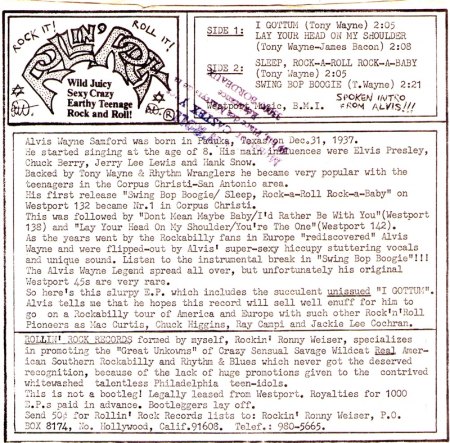 ROCK IT!
ROLL IT!
ROLLIN' ROCK
Wild Juicy
Sexy Crazy
Earthy Teenage
Rock and Roll!
SIDE 1: I GOTTUM (Tony Wayne) 2:05
LAY YOUR HEAD ON MY SHOULDER
(Tony Wayne-James Bacon) 2:08
SIDE 2: SLEEP, ROCK-A-ROLL ROCK-A-BABY
(Tony Wayne) 2:05
SWING BOP BOOGIE (T.Wayne) 2:21
SPOKEN INTRO
FROM ALVIS!!!
Westport Music, B.M.I.
Alvis Wayne Samford was born in Paduka, Texas, on Dec.31, 1937.
He started singing at the age of 8. His main influences were Elvis Presley,
Chuck Berry, Jerry Lee Lewis and Hank Snow.
Backed by Tony Wayne & Rhythm Wranglers he became very popular with the
teenagers in the Corpus Christi-San Antonio area.
His first release "Swing Bop Boogie/ Sleep, Rock-a-Roll Rock-a-Baby" on
Westport 132 became Nr.1 in Corpus Christi.
This was followed by "Dont Mean Maybe Baby/I'd Rather Be With You"(Westport
138) and "Lay Your Head On My Shoulder/You're The One"(Westport 142).
As the years went by the Rockabilly fans in Europe "rediscovered" Alvis
Wayne and were flipped-out by Alvis' super-sexy hiccupy stuttering vocals
and unique sound. Listen to the instrumental break in "Swing Bop Boogie"!!!
The Alvis Wayne Legend spread all over, but unfortunately his original
Westport 45s are very rare.
So here's this slurpy E.P. which includes the succulent unissued "I GOTTUM".
Alvis tells me that he hopes this record will sell well enuff for him to
go on a Rockabilly tour of America and Europe with such other Rock'n'Roll
Pioneers as Mac Curtis, Chuck Higgins, Ray Campi and Jackie Lee Cochran.
ROLLIN' ROCK RECORDS formed by myself, Rockin' Ronny Weiser, specializes
in promoting the "Great Unkowns" of Crazy Sensual Savage Wildcat Real Amer-
ican Southern Rockabilly and Rhythm & Blues which never got the deserved
recognition, because of the lack of huge promotions given to the contrived
whitewashed talentless Philadelphia teen-idols.
This is not a bootleg! Legally leased from Westport. Royalties for 1000
E.P.s paid in advance. Bootleggers lay off.
Send 50¢ for Rollin' Rock Records lists to: Rockin' Ronny Weiser, P.O.
BOX 8174, No. Hollywood, Calif.91608. Telef.: 980-5665.